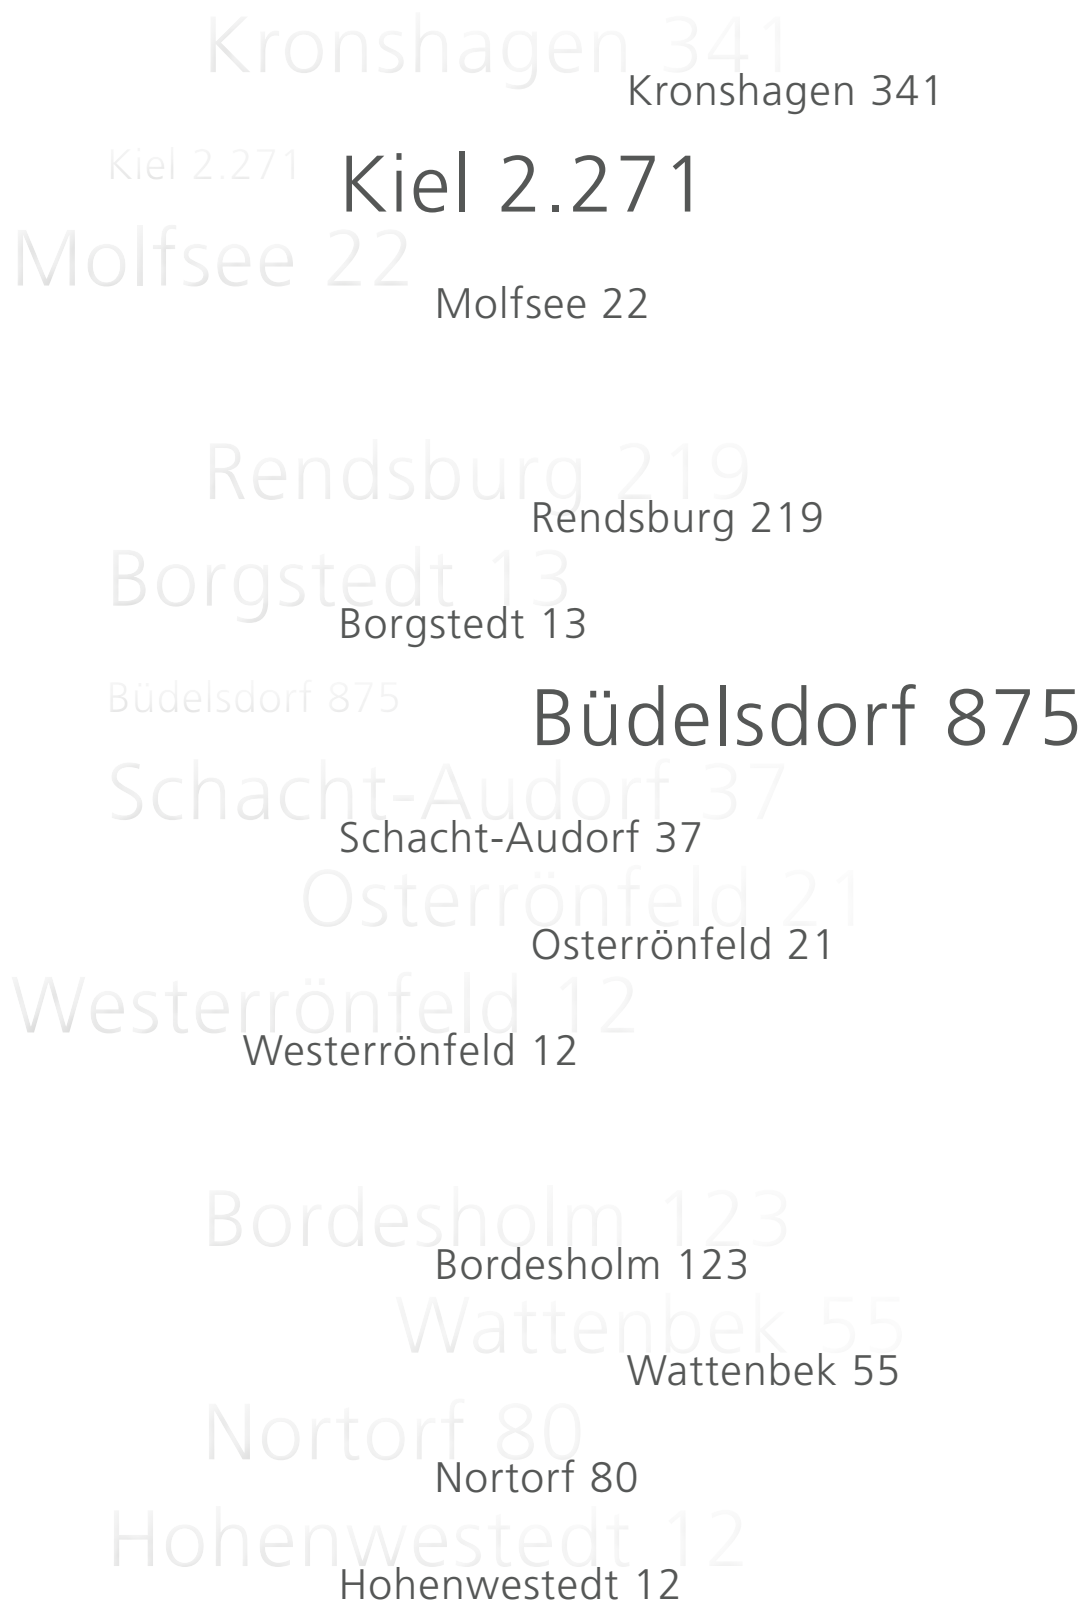 Kronshagen 341
Kronshagen 341
Kiel 2.271
Kiel 2.271
Molfsee 22
Molfsee 22
Rendsburg 219
Rendsburg 219
Borgstedt 13
Borgstedt 13
Büdelsdorf 875
Büdelsdorf 875
Schacht-Audorf 37
Schacht-Audorf 37
Osterrönfeld 21
Osterrönfeld 21
Westerrönfeld 12
Westerrönfeld 12
Bordesholm 123
Bordesholm 123
Wattenbek 55
Wattenbek 55
Nortorf 80
Nortorf 80
Hohenwestedt 12
Hohenwestedt 12